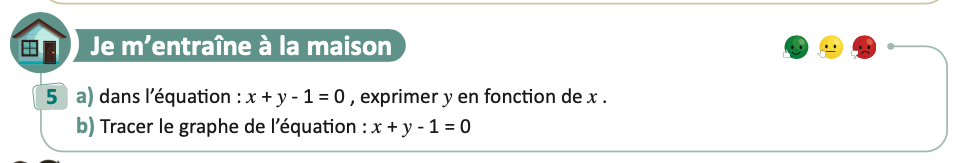 Je m’entraîne à la maison
5 a) dans l’équation : x + y - 1 = 0 , exprimer y en fonction de x .
b) Tracer le graphe de l’équation : x + y - 1 = 0